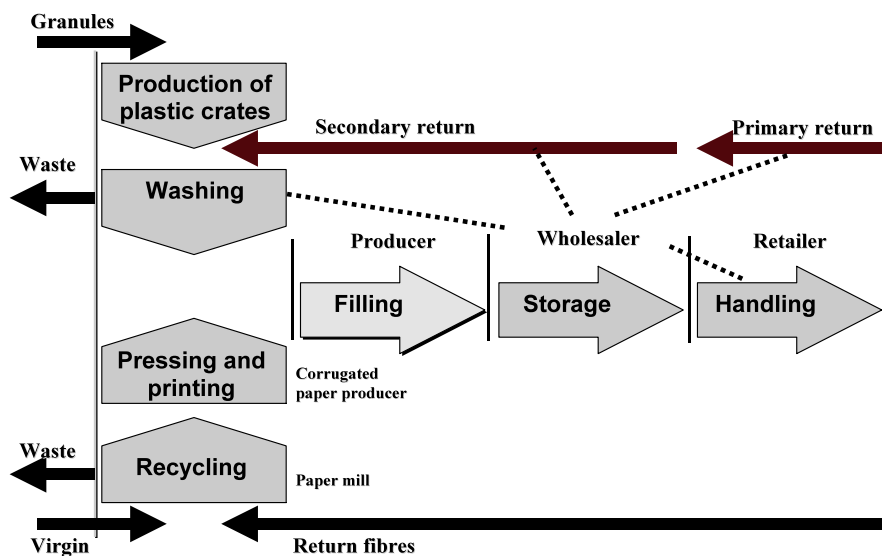 Granules
Production of
plastic crates
Secondary return
Primary return
Waste
Washing
Producer
Wholesaler
Retailer
Filling
Storage
Handling
Pressing and
printing
Corrugated
paper producer
Waste
Recycling
Paper mill
Virgin
Return fibres